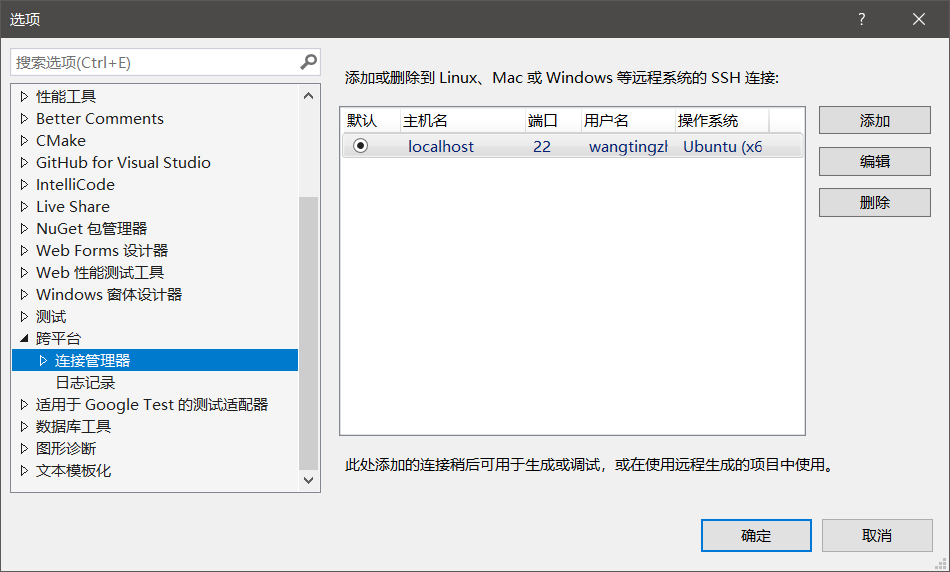 选项
?
搜索选项(Ctrl+E)
性能工具
Better Comments
CMake
GitHub for Visual Studio
IntelliCode
Live Share
NuGet 包管理器
Web Forms 设计器
Web 性能测试工具
Windows 窗体设计器
测试
跨平台
连接管理器
日志记录
适用于 Google Test 的测试适配器
数据库工具
图形诊断
文本模板化
添加或删除到 Linux、Mac 或 Windows 等远程系统的 SSH 连接:
默认 主机名 端口 用户名 操作系统
localhost 22 wangtingzh Ubuntu (x6
添加
编辑
删除
此处添加的连接稍后可用于生成或调试，或在使用远程生成的项目中使用。
确定 取消